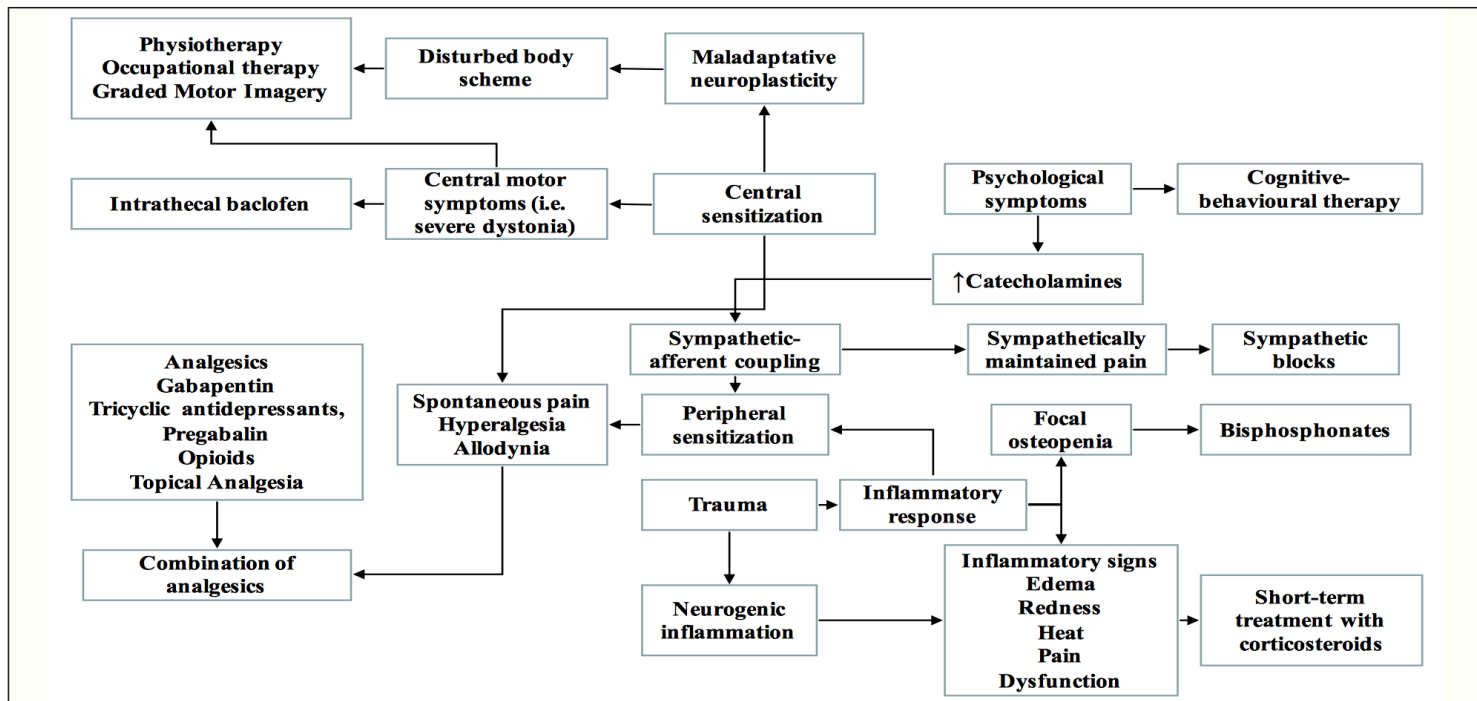 Physiotherapy
Occupational therapy
Graded Motor Imagery
Disturbed body
scheme
Maladaptative
neuroplasticity
Intrathecal baclofen
Central motor
symptoms (i.e.
severe dystonia)
Central
sensitization
Psychological
symptoms
Cognitive-
behavioural therapy
↑Catecholamines
Sympathetic-
afferent coupling
Sympathetically
maintained pain
Sympathetic
blocks
Analgesics
Gabapentin
Tricyclic antidepressants,
Pregabalin
Opioids
Topical Analgesia
Spontaneous pain
Hyperalgesia
Allodynia
Peripheral
sensitization
Focal
osteopenia
Bisphosphonates
Trauma
Inflammatory
response
Combination of
analgesics
Neurogenic
inflammation
Inflammatory signs
Edema
Redness
Heat
Pain
Dysfunction
Short-term
treatment with
corticosteroids